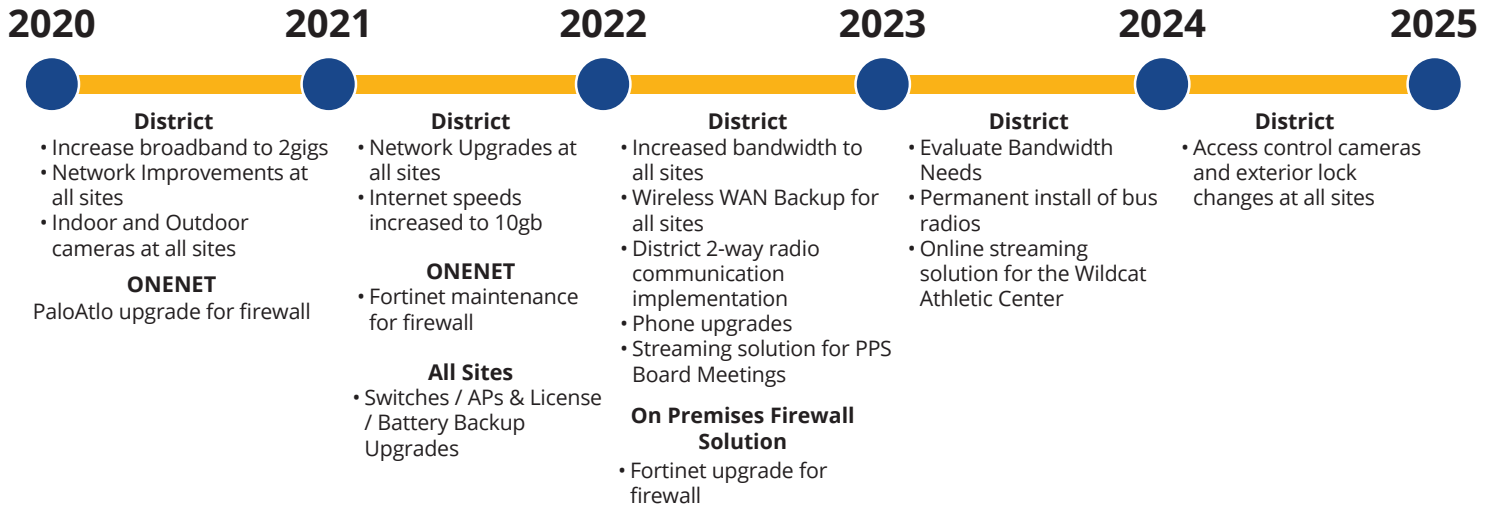 2020 2021 2022 2023 2024 2025
District
• Increase broadband to 2gigs
• Network Improvements at
all sites
• Indoor and Outdoor
cameras at all sites
ONENET
PaloAtlo upgrade for firewall
District
• Network Upgrades at
all sites
• Internet speeds
increased to 10gb
ONENET
• Fortinet maintenance
for firewall
All Sites
• Switches / APs & License
/ Battery Backup
Upgrades
District
• Increased bandwidth to
all sites
• Wireless WAN Backup for
all sites
• District 2-way radio
communication
implementation
• Phone upgrades
• Streaming solution for PPS
Board Meetings
On Premises Firewall
Solution
• Fortinet upgrade for
firewall
District
• Evaluate Bandwidth
Needs
• Permanent install of bus
radios
• Online streaming
solution for the Wildcat
Athletic Center
District
• Access control cameras
and exterior lock
changes at all sites